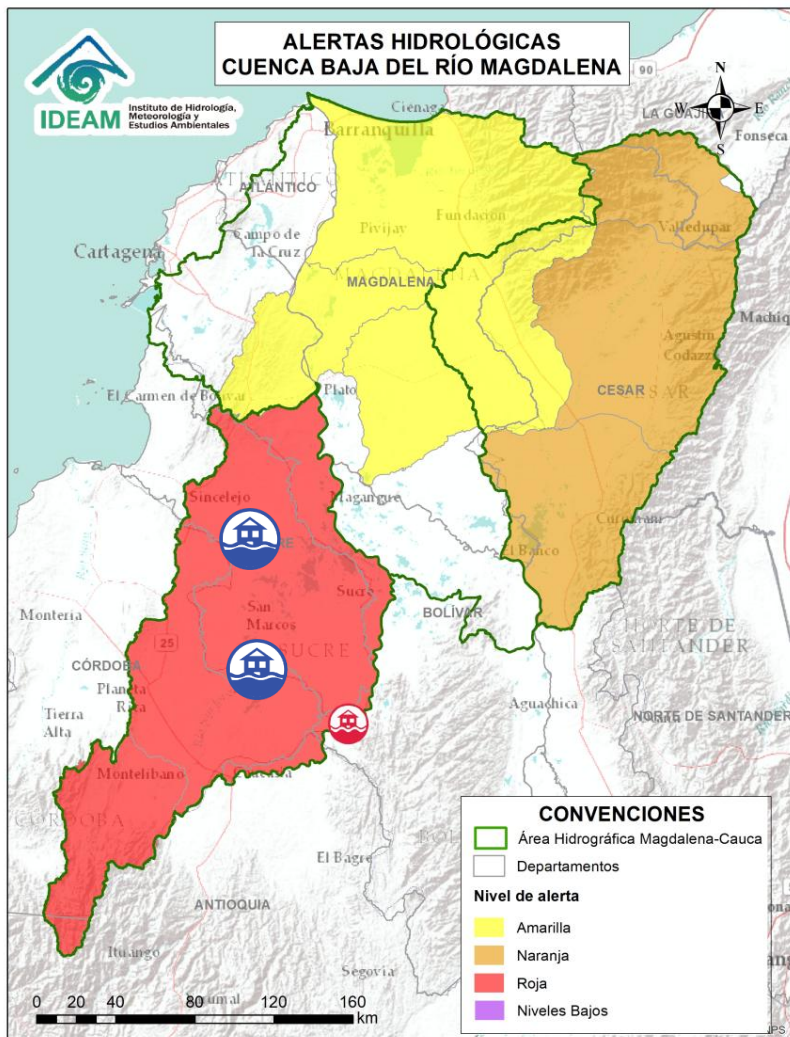 ALERTAS HIDROLÓGICAS
CUENCA BAJA DEL RÍO MAGDALENA
IDEAM
Instituto de Hidrología,
Meteorología y
Estudios Ambientales
N
W
E
S
90
Ciénaga
LA GUAJIRA
Barranquilla
Fonseca
ATLÁNTICO
Campo de
la Cruz
Pivijay
Fundación
Valledupar
Cartagena
MAGDALENA
Machiq
Agustín
Codazzi
El Carmen de Bolívar
Plato
CESAR
CESAR
Sincelejo
Magangué
El Banco
Sucre
San
Marcos
BOLÍVAR
SUCRE
Montería
25
CÓRDOBA
Planeta
Rica
Tierra
Alta
NORTE DE
SANTANDER
Aguachica
NORTE DE SANTANDER
Montelíbano
CÓRDOBA
El Bagre
ANTIOQUIA
Ituango
Segovia
CONVENCIONES
Área Hidrográfica Magdalena-Cauca
Departamentos
Nivel de alerta
Amarilla
Naranja
Roja
Niveles Bajos
0 20 40 80 120 160
km